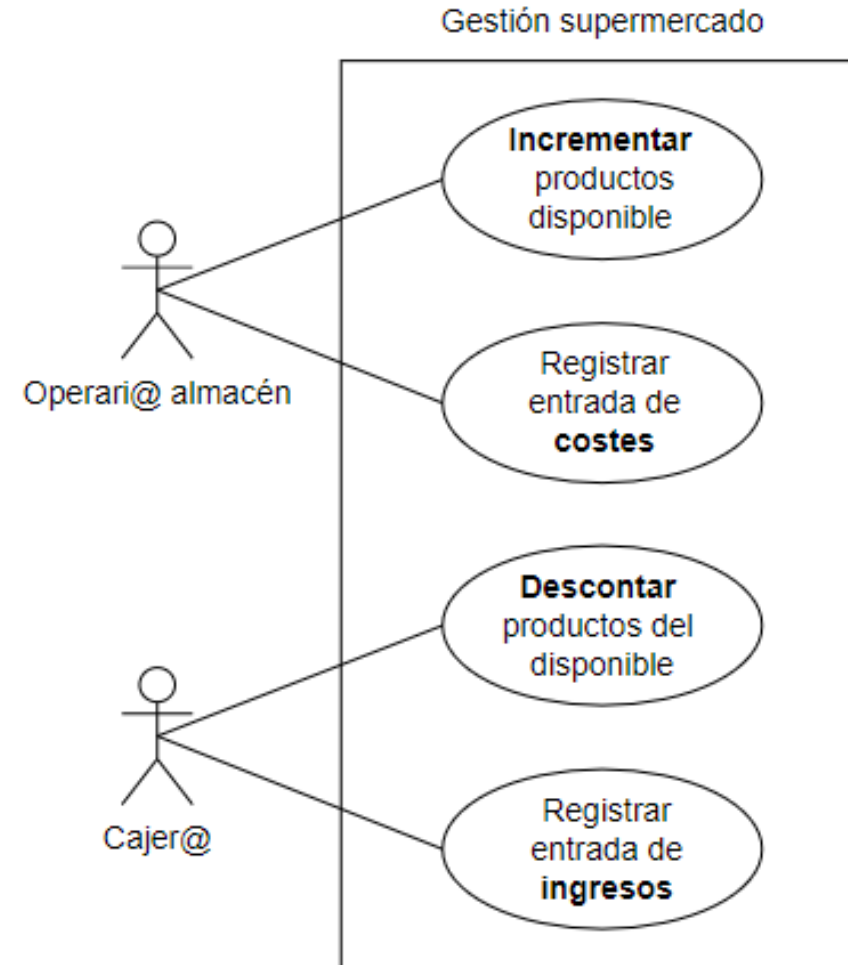 Gestión supermercado
Incrementar
productos
disponible
Operari@ almacén
Registrar
entrada de
costes
Descontar
productos del
disponible
Cajer@
Registrar
entrada de
ingresos